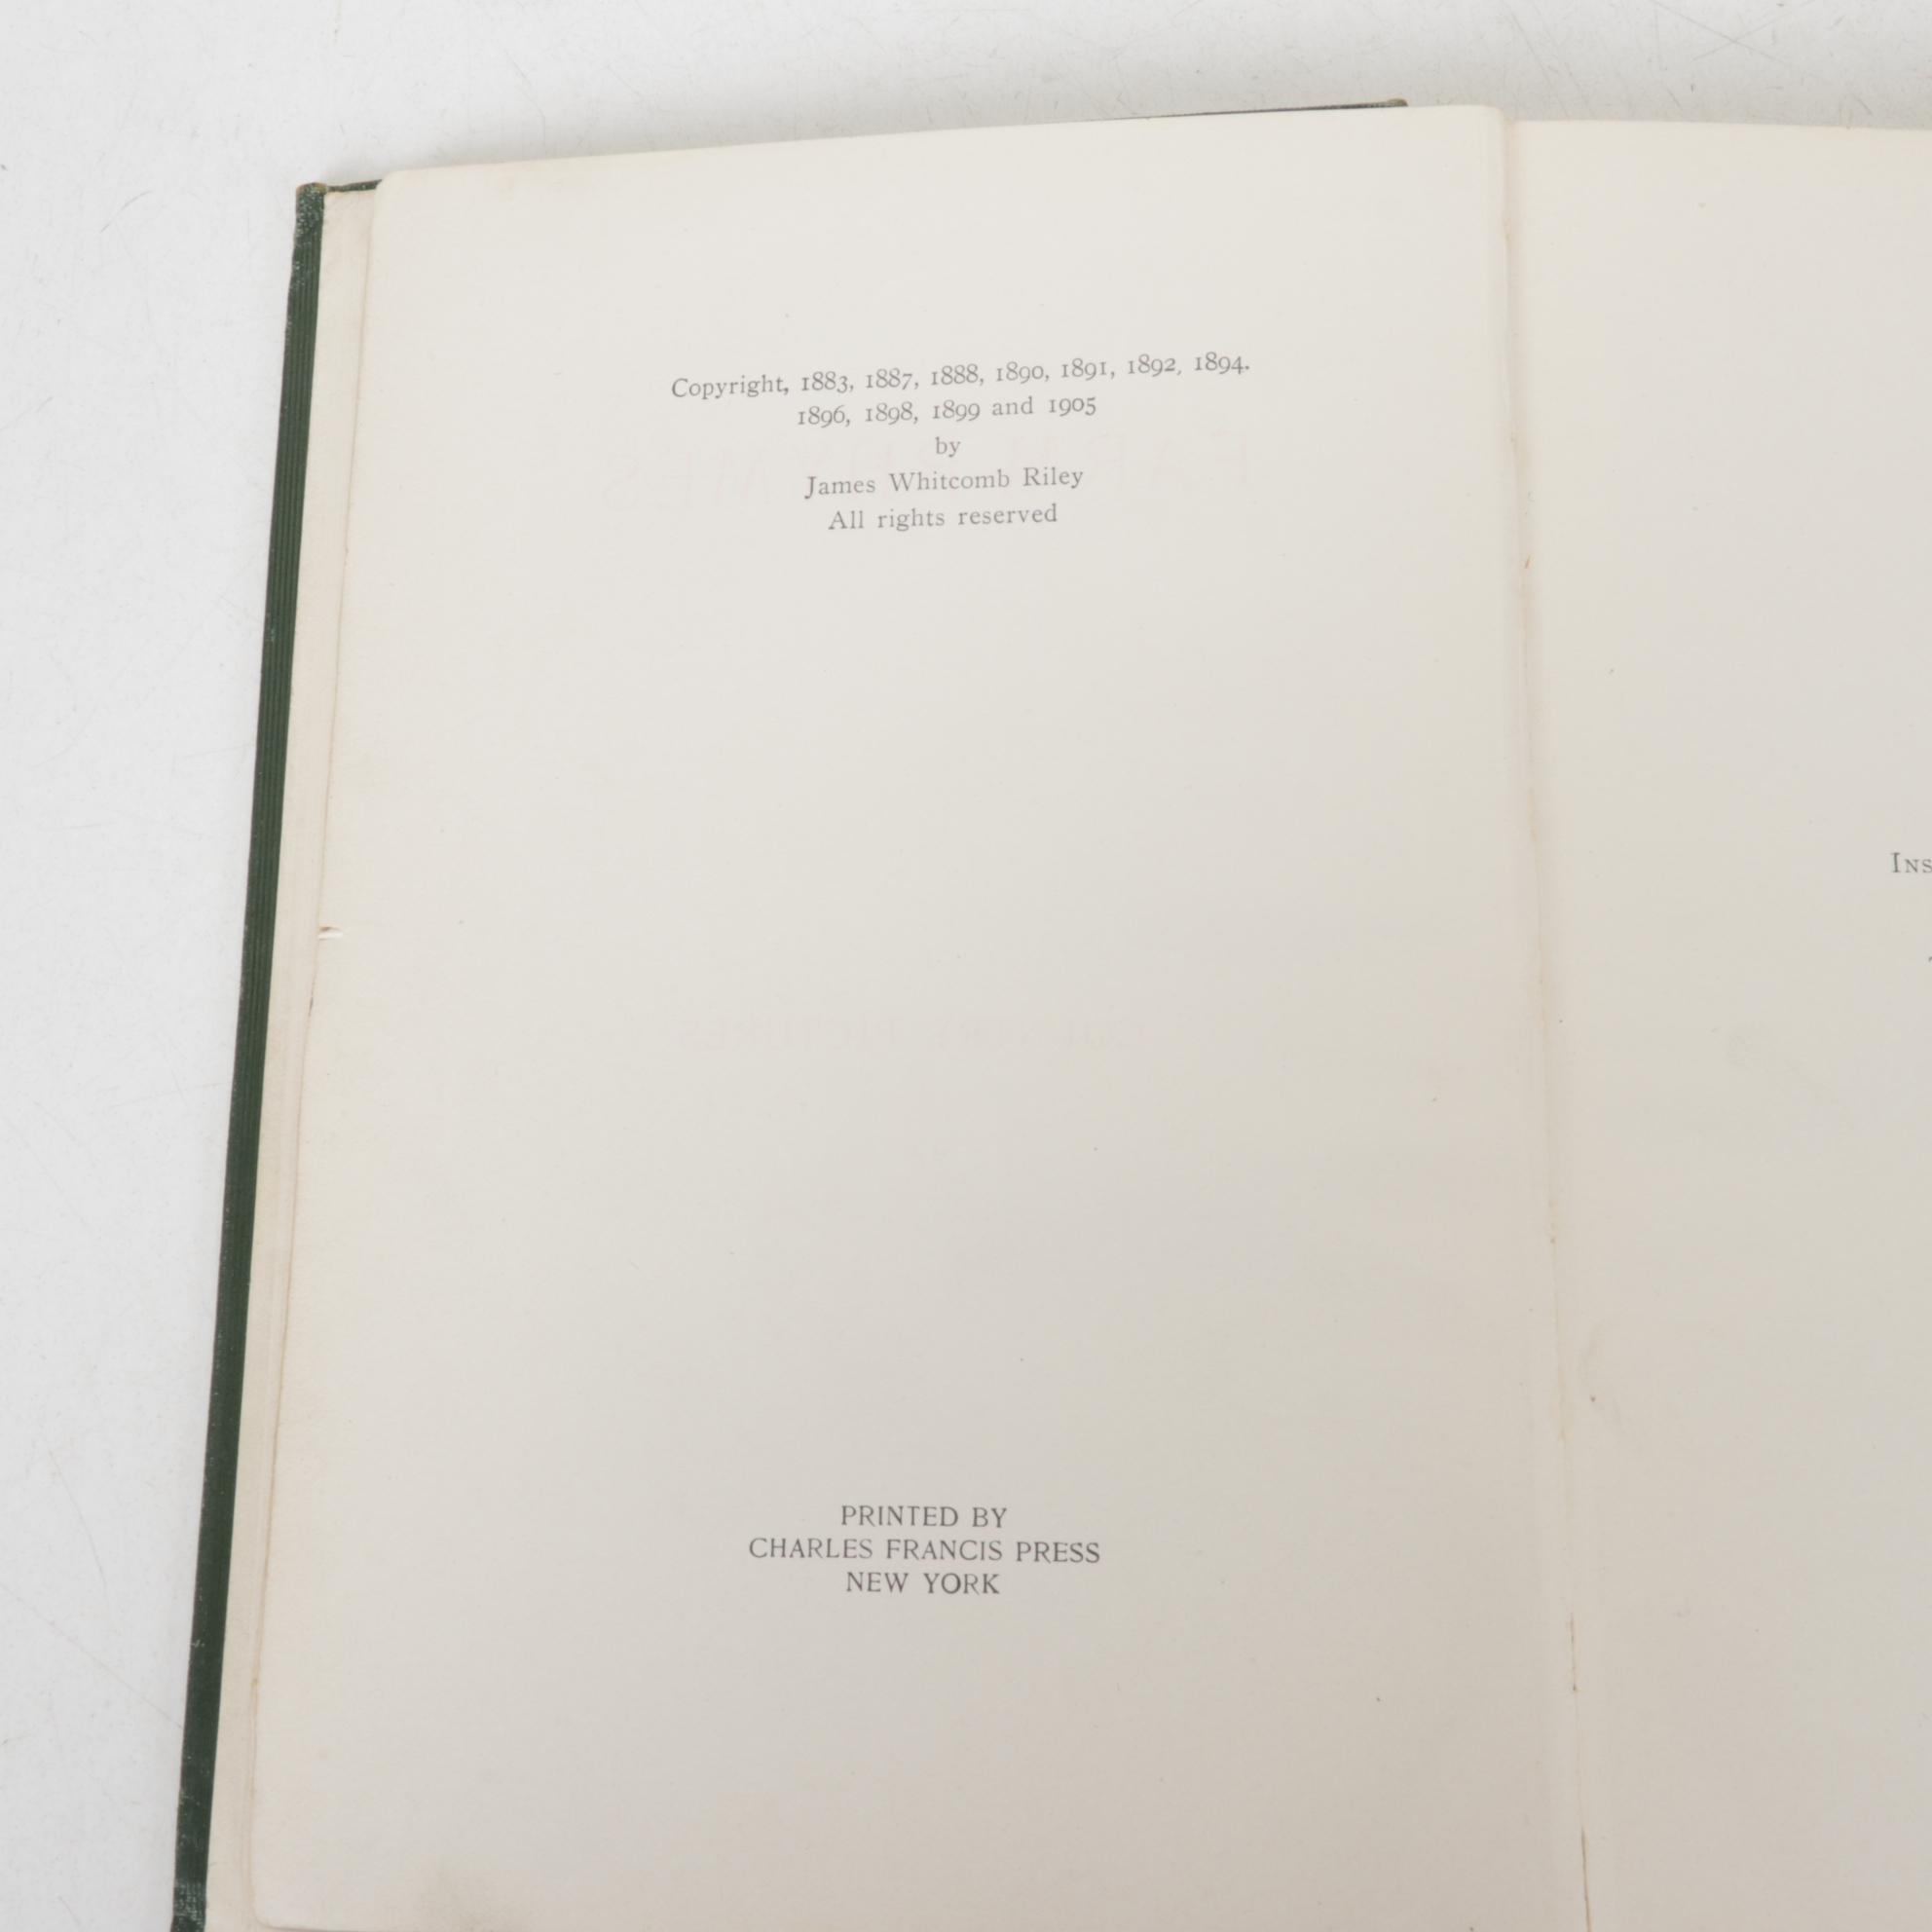 Copyright, 1883, 1887, 1888, 1890, 1891, 1892, 1894.
1896, 1898, 1899 and 1905
by
James Whitcomb Riley
All rights reserved
PRINTED BY
CHARLES FRANCIS PRESS
NEW YORK